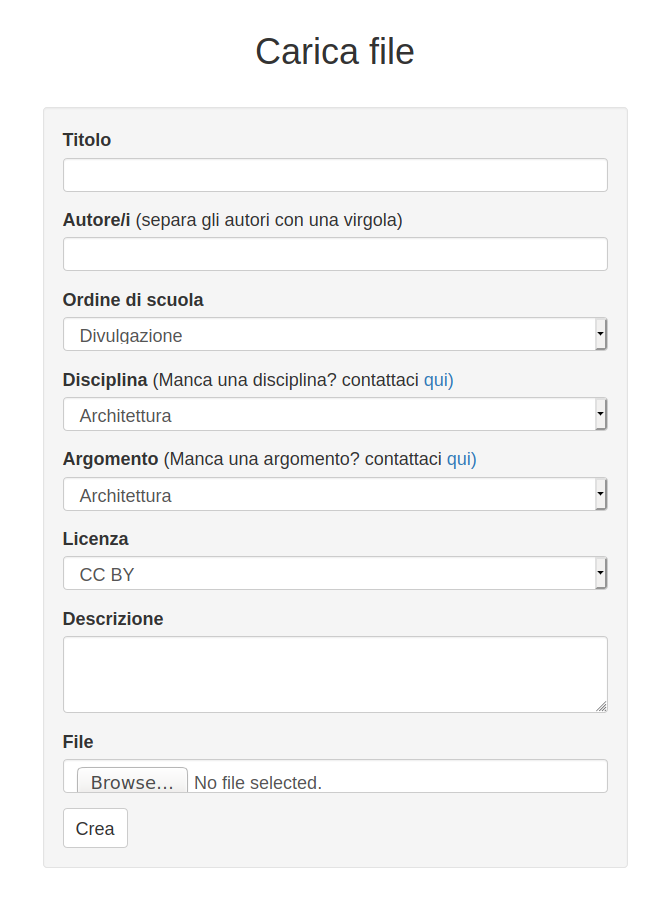 Carica file
Titolo
Autore/i (separa gli autori con una virgola)
Ordine di scuola
Divulgazione
Disciplina (Manca una disciplina? contattaci qui)
Architettura
Argomento (Manca una argomento? contattaci qui)
Architettura
Licenza
CC BY
Descrizione
File
Browse... No file selected.
Crea